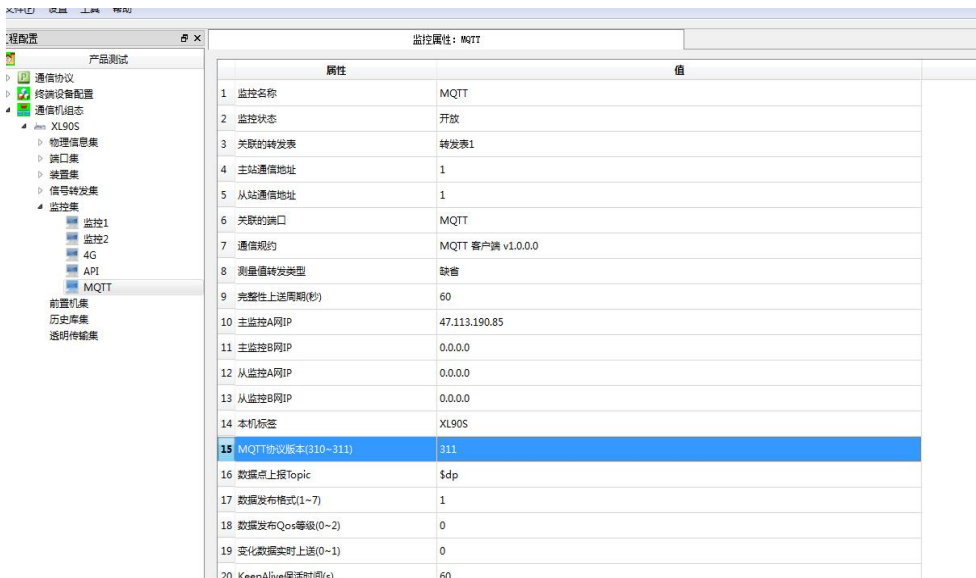 文件(F) 设置 工具 帮助
工程配置
产品测试
通信协议
终端设备配置
通信机组态
XL90S
物理信息集
端口集
装置集
信号转发集
监控集
监控1
监控2
4G
API
MQTT
前置机集
历史库集
透明传输集
监控属性: MQTT
属性 值
1 监控名称 MQTT
2 监控状态 开放
3 关联的转发表 转发表1
4 主站通信地址 1
5 从站通信地址 1
6 关联的端口 MQTT
7 通信规约 MQTT 客户端 v1.0.0.0
8 测量值转发类型 缺省
9 完整性上送周期(秒) 60
10 主监控A网IP 47.113.190.85
11 主监控B网IP 0.0.0.0
12 从监控A网IP 0.0.0.0
13 从监控B网IP 0.0.0.0
14 本机标签 XL90S
15 MQTT协议版本(310~311) 311
16 数据点上报Topic $dp
17 数据发布格式(1~7) 1
18 数据发布Qos等级(0~2) 0
19 变化数据实时上送(0~1) 0
20 KeepAlive保活时间(s) 60